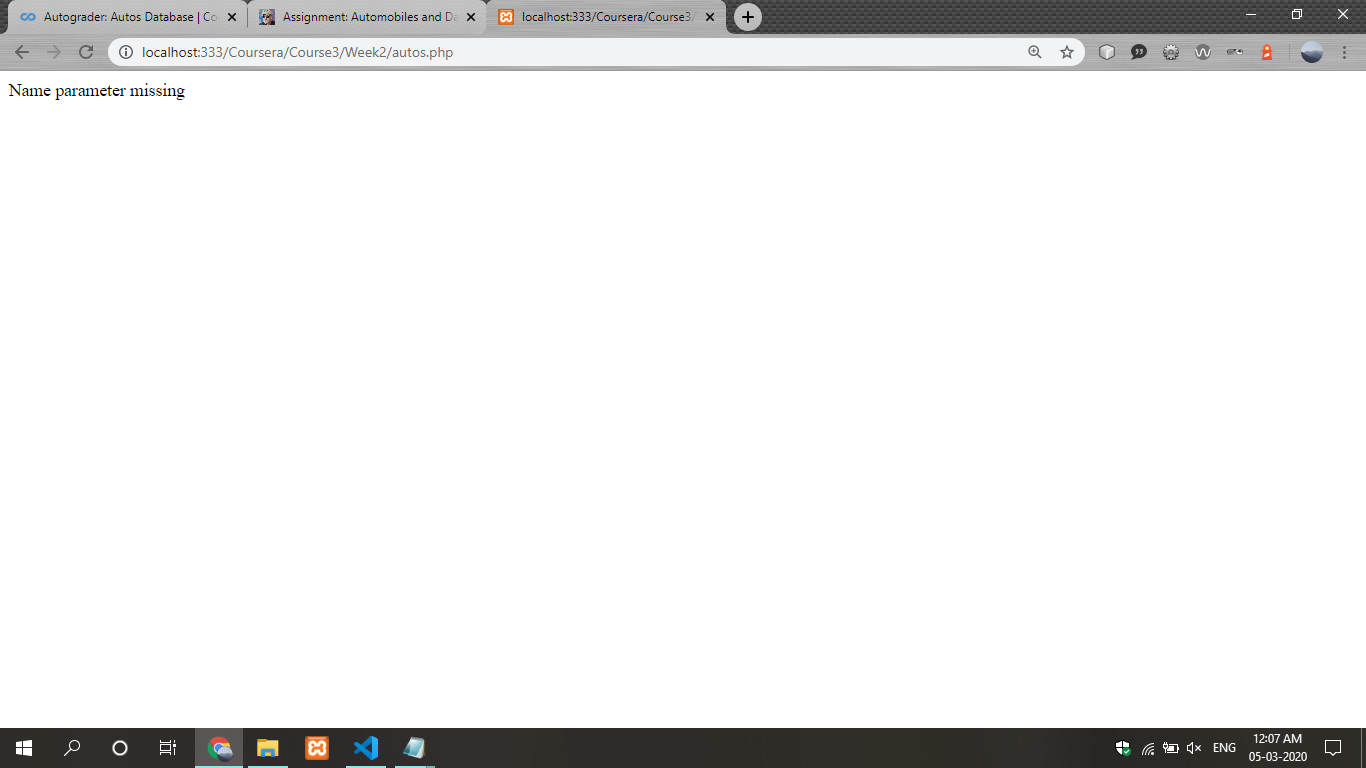 Autograder: Autos Database | Co
Assignment: Automobiles and Da
localhost:333/Coursera/Course3/
localhost:333/Coursera/Course3/Week2/autos.php
Name parameter missing
ENG
12:07 AM
05-03-2020